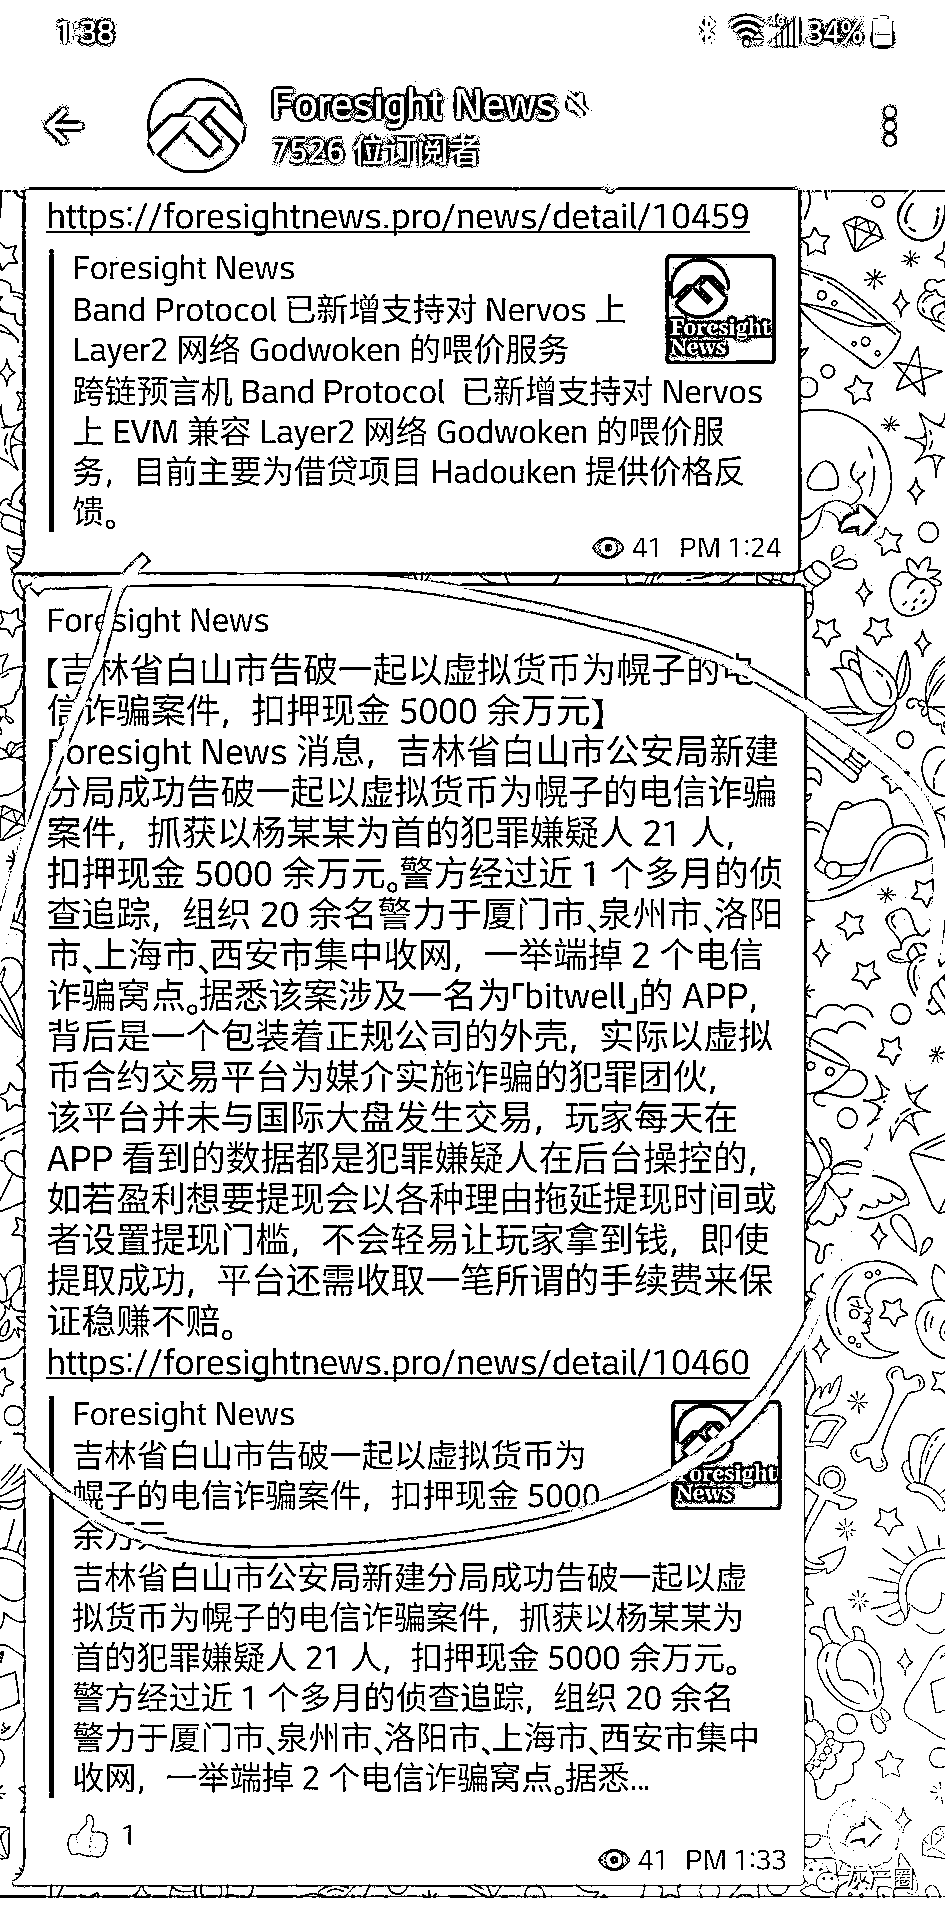 1:38
34%
Foresight News
7526 位订阅者
https://foresightnews.pro/news/detail/10459
Foresight News
Band Protocol 已新增支持对 Nervos 上
Layer2 网络 Godwoken 的喂价服务
跨链预言机 Band Protocol 已新增支持对 Nervos
上 EVM 兼容 Layer2 网络 Godwoken 的喂价服
务，目前主要为借贷项目 Hadouken 提供价格反
馈。
Foresight
News
41 PM 1:24
Foresight News
【吉林省白山市告破一起以虚拟货币为幌子的电
信诈骗案件，扣押现金 5000 余万元】
Foresight News 消息，吉林省白山市公安局新建
分局成功告破一起以虚拟货币为幌子的电信诈骗
案件，抓获以杨某某为首的犯罪嫌疑人 21 人，
扣押现金 5000 余万元。警方经过近 1 个多月的侦
查追踪，组织 20 余名警力于厦门市、泉州市、洛阳
市、上海市、西安市集中收网，一举端掉 2 个电信
诈骗窝点。据悉该案涉及一名为「bitwell」的 APP，
背后是一个包装着正规公司的外壳，实际以虚拟
币合约交易平台为媒介实施诈骗的犯罪团伙，
该平台并未与国际大盘发生交易，玩家每天在
APP 看到的数据都是犯罪嫌疑人在后台操控的，
如若盈利想要提现会以各种理由拖延提现时间或
者设置提现门槛，不会轻易让玩家拿到钱，即使
提取成功，平台还需收取一笔所谓的手续费来保
证稳赚不赔。
https://foresightnews.pro/news/detail/10460
Foresight News
吉林省白山市告破一起以虚拟货币为
幌子的电信诈骗案件，扣押现金 5000
余万元
Foresight
News
吉林省白山市公安局新建分局成功告破一起以虚
拟货币为幌子的电信诈骗案件，抓获以杨某某为
首的犯罪嫌疑人 21 人，扣押现金 5000 余万元。
警方经过近 1 个多月的侦查追踪，组织 20 余名
警力于厦门市、泉州市、洛阳市、上海市、西安市集中
收网，一举端掉 2 个电信诈骗窝点。据悉...
1
41 PM 1:33
灰产圈